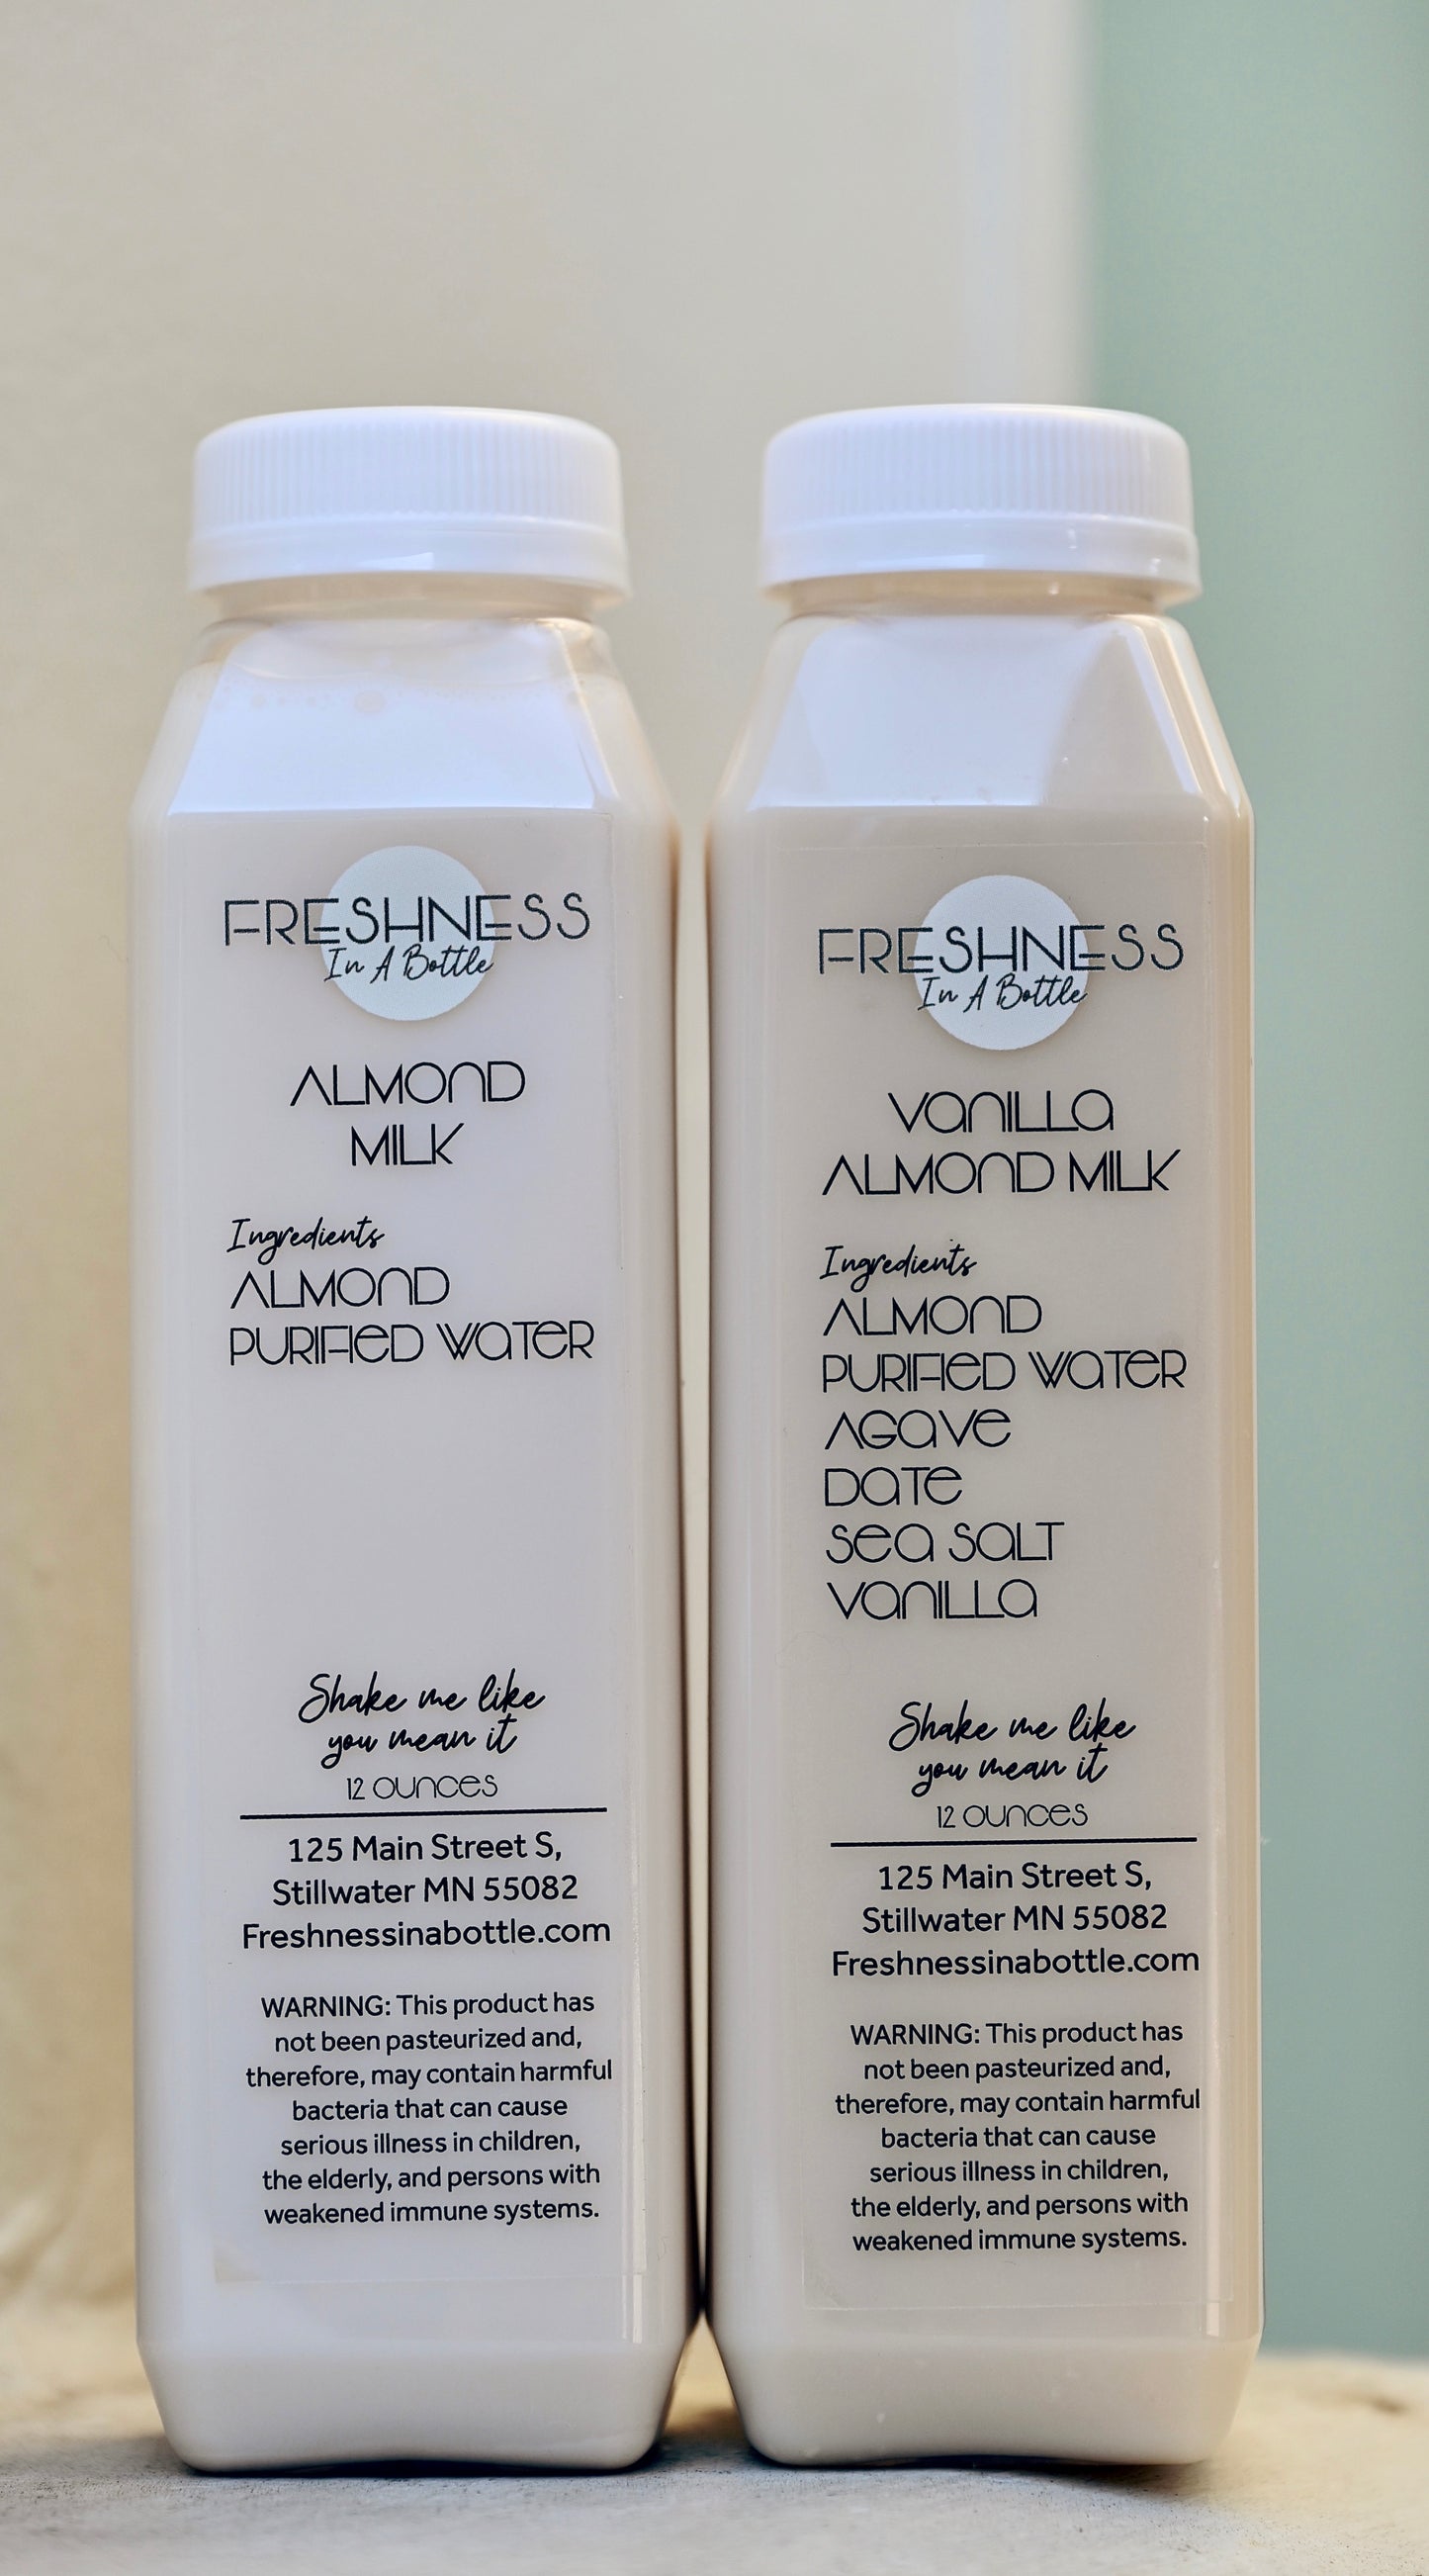 FRESHNESS
In A Bottle
ALMOND
MILK
Ingredients
ALMOND
PURIFIED WATER
Shake me like
you mean it
12 OUNCES
125 Main Street S,
Stillwater MN 55082
Freshnessinabottle.com
WARNING: This product has
not been pasteurized and,
therefore, may contain harmful
bacteria that can cause
serious illness in children,
the elderly, and persons with
weakened immune systems.
FRESHNESS
In A Bottle
VANILLA
ALMOND MILK
Ingredients
ALMOND
PURIFIED WATER
AGAVE
DATE
SEA SALT
VANILLA
Shake me like
you mean it
12 OUNCES
125 Main Street S,
Stillwater MN 55082
Freshnessinabottle.com
WARNING: This product has
not been pasteurized and,
therefore, may contain harmful
bacteria that can cause
serious illness in children,
the elderly, and persons with
weakened immune systems.